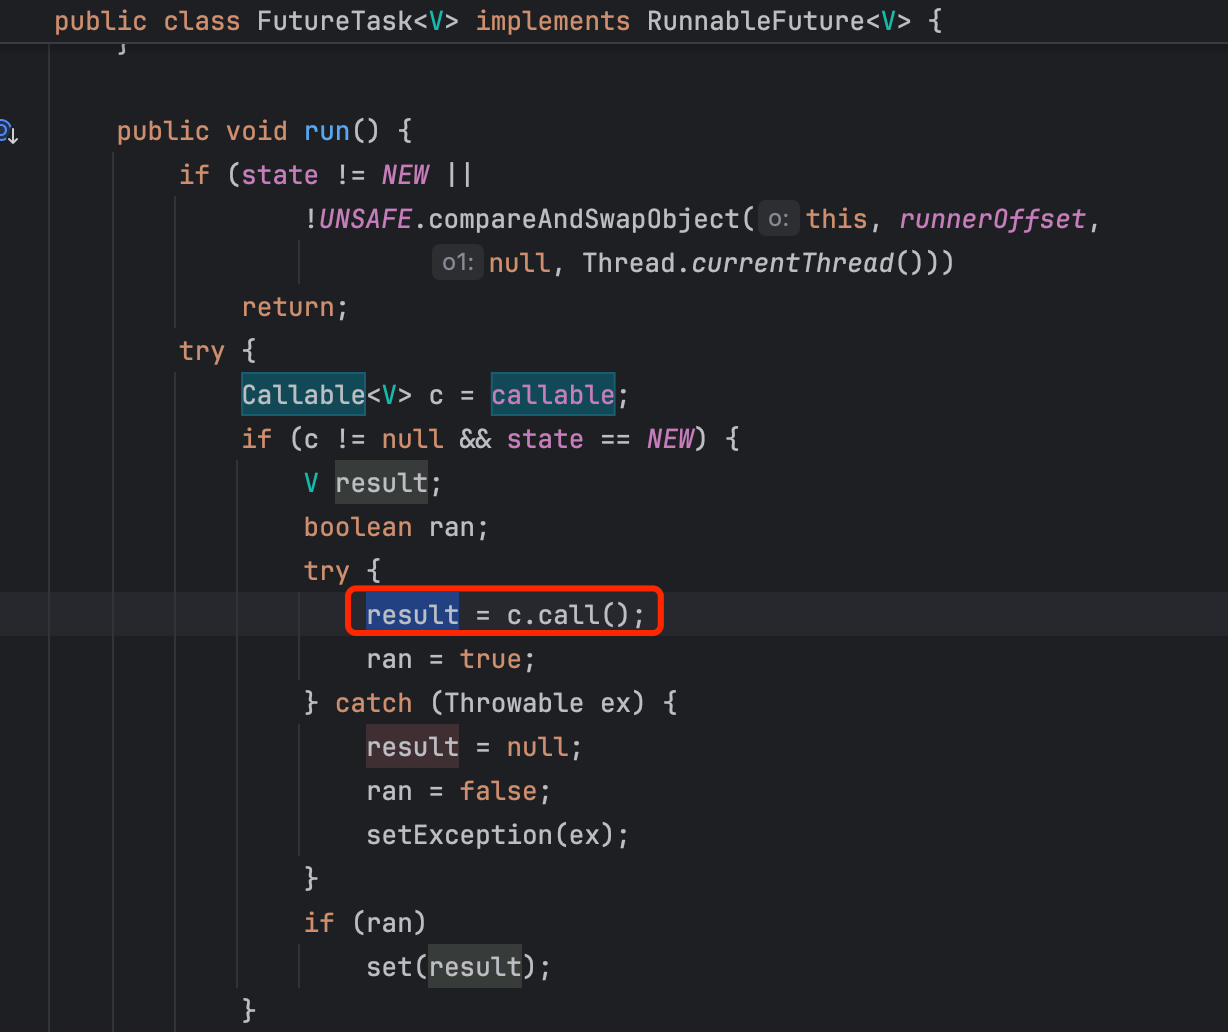 public class FutureTask<V> implements RunnableFuture<V> {
}
public void run() {
if (state != NEW ||
!UNSAFE.compareAndSwapObject( o: this, runnerOffset,
o1: null, Thread.currentThread()))
return;
try {
Callable<V> c = callable;
if (c != null && state == NEW) {
V result;
boolean ran;
try {
result = c.call();
ran = true;
} catch (Throwable ex) {
result = null;
ran = false;
setException(ex);
}
if (ran)
set(result);
}